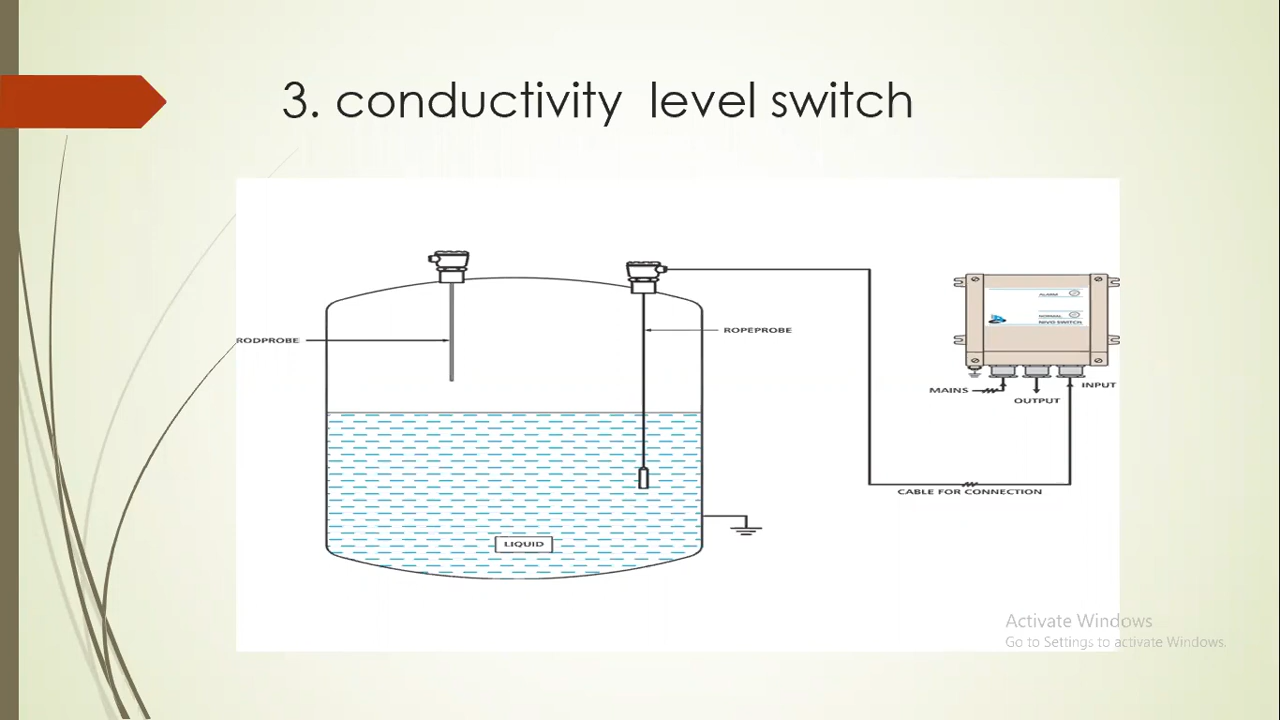 3. conductivity level switch
RODPROBE
ROPEPROBE
ALARM
NORMAL
NIVO SWITCH
MAINS
INPUT
OUTPUT
CABLE FOR CONNECTION
LIQUID
Activate Windows
Go to Settings to activate Windows.